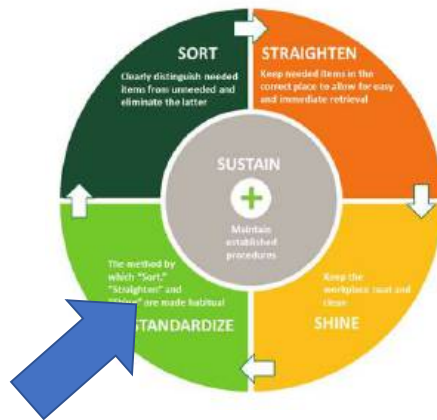 SORT
Clearly distinguish needed
items from unneeded and
eliminate the latter
STRAIGHTEN
Keep needed items in the
correct place to allow for easy
and immediate retrieval
SUSTAIN
Maintain
established
procedures
The method by
which "Sort,"
"Straighten" and
"Shine" are made habitual
STANDARDIZE
Keep the
workplace neat and
clean
SHINE